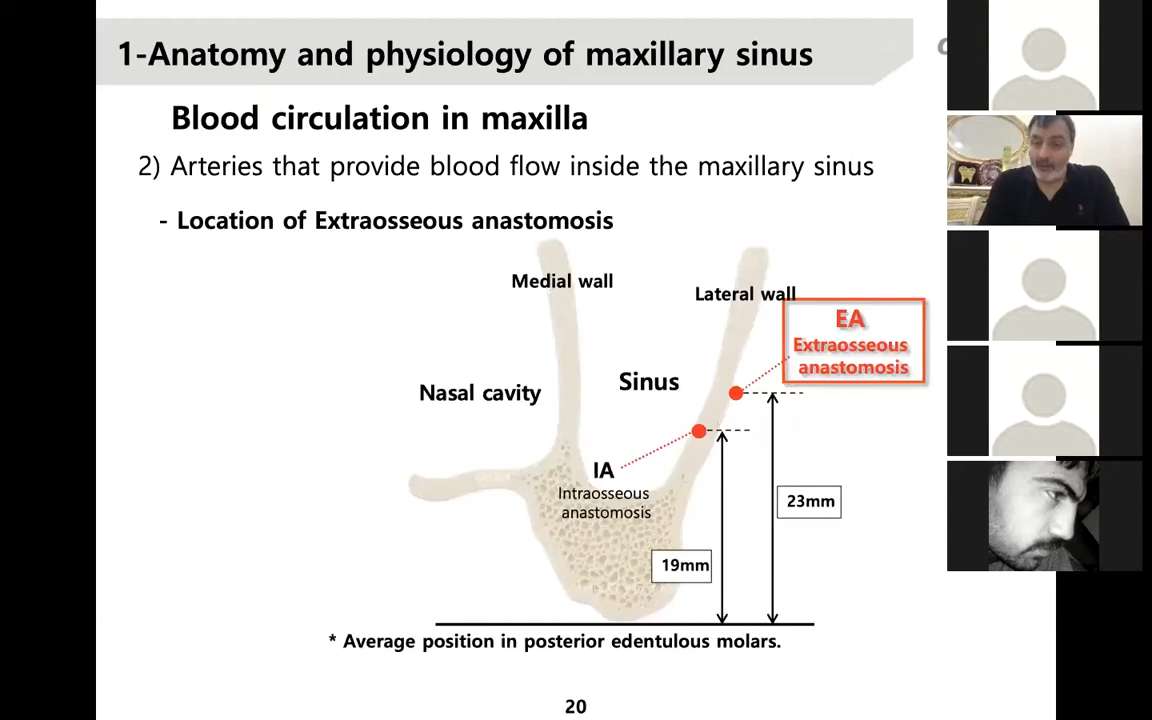 1-Anatomy and physiology of maxillary sinus
Blood circulation in maxilla
2) Arteries that provide blood flow inside the maxillary sinus
- Location of Extraosseous anastomosis
Medial wall
Lateral wall
EA
Extraosseous
anastomosis
Sinus
Nasal cavity
IA
Intraosseous
anastomosis
23mm
19mm
* Average position in posterior edentulous molars.
20